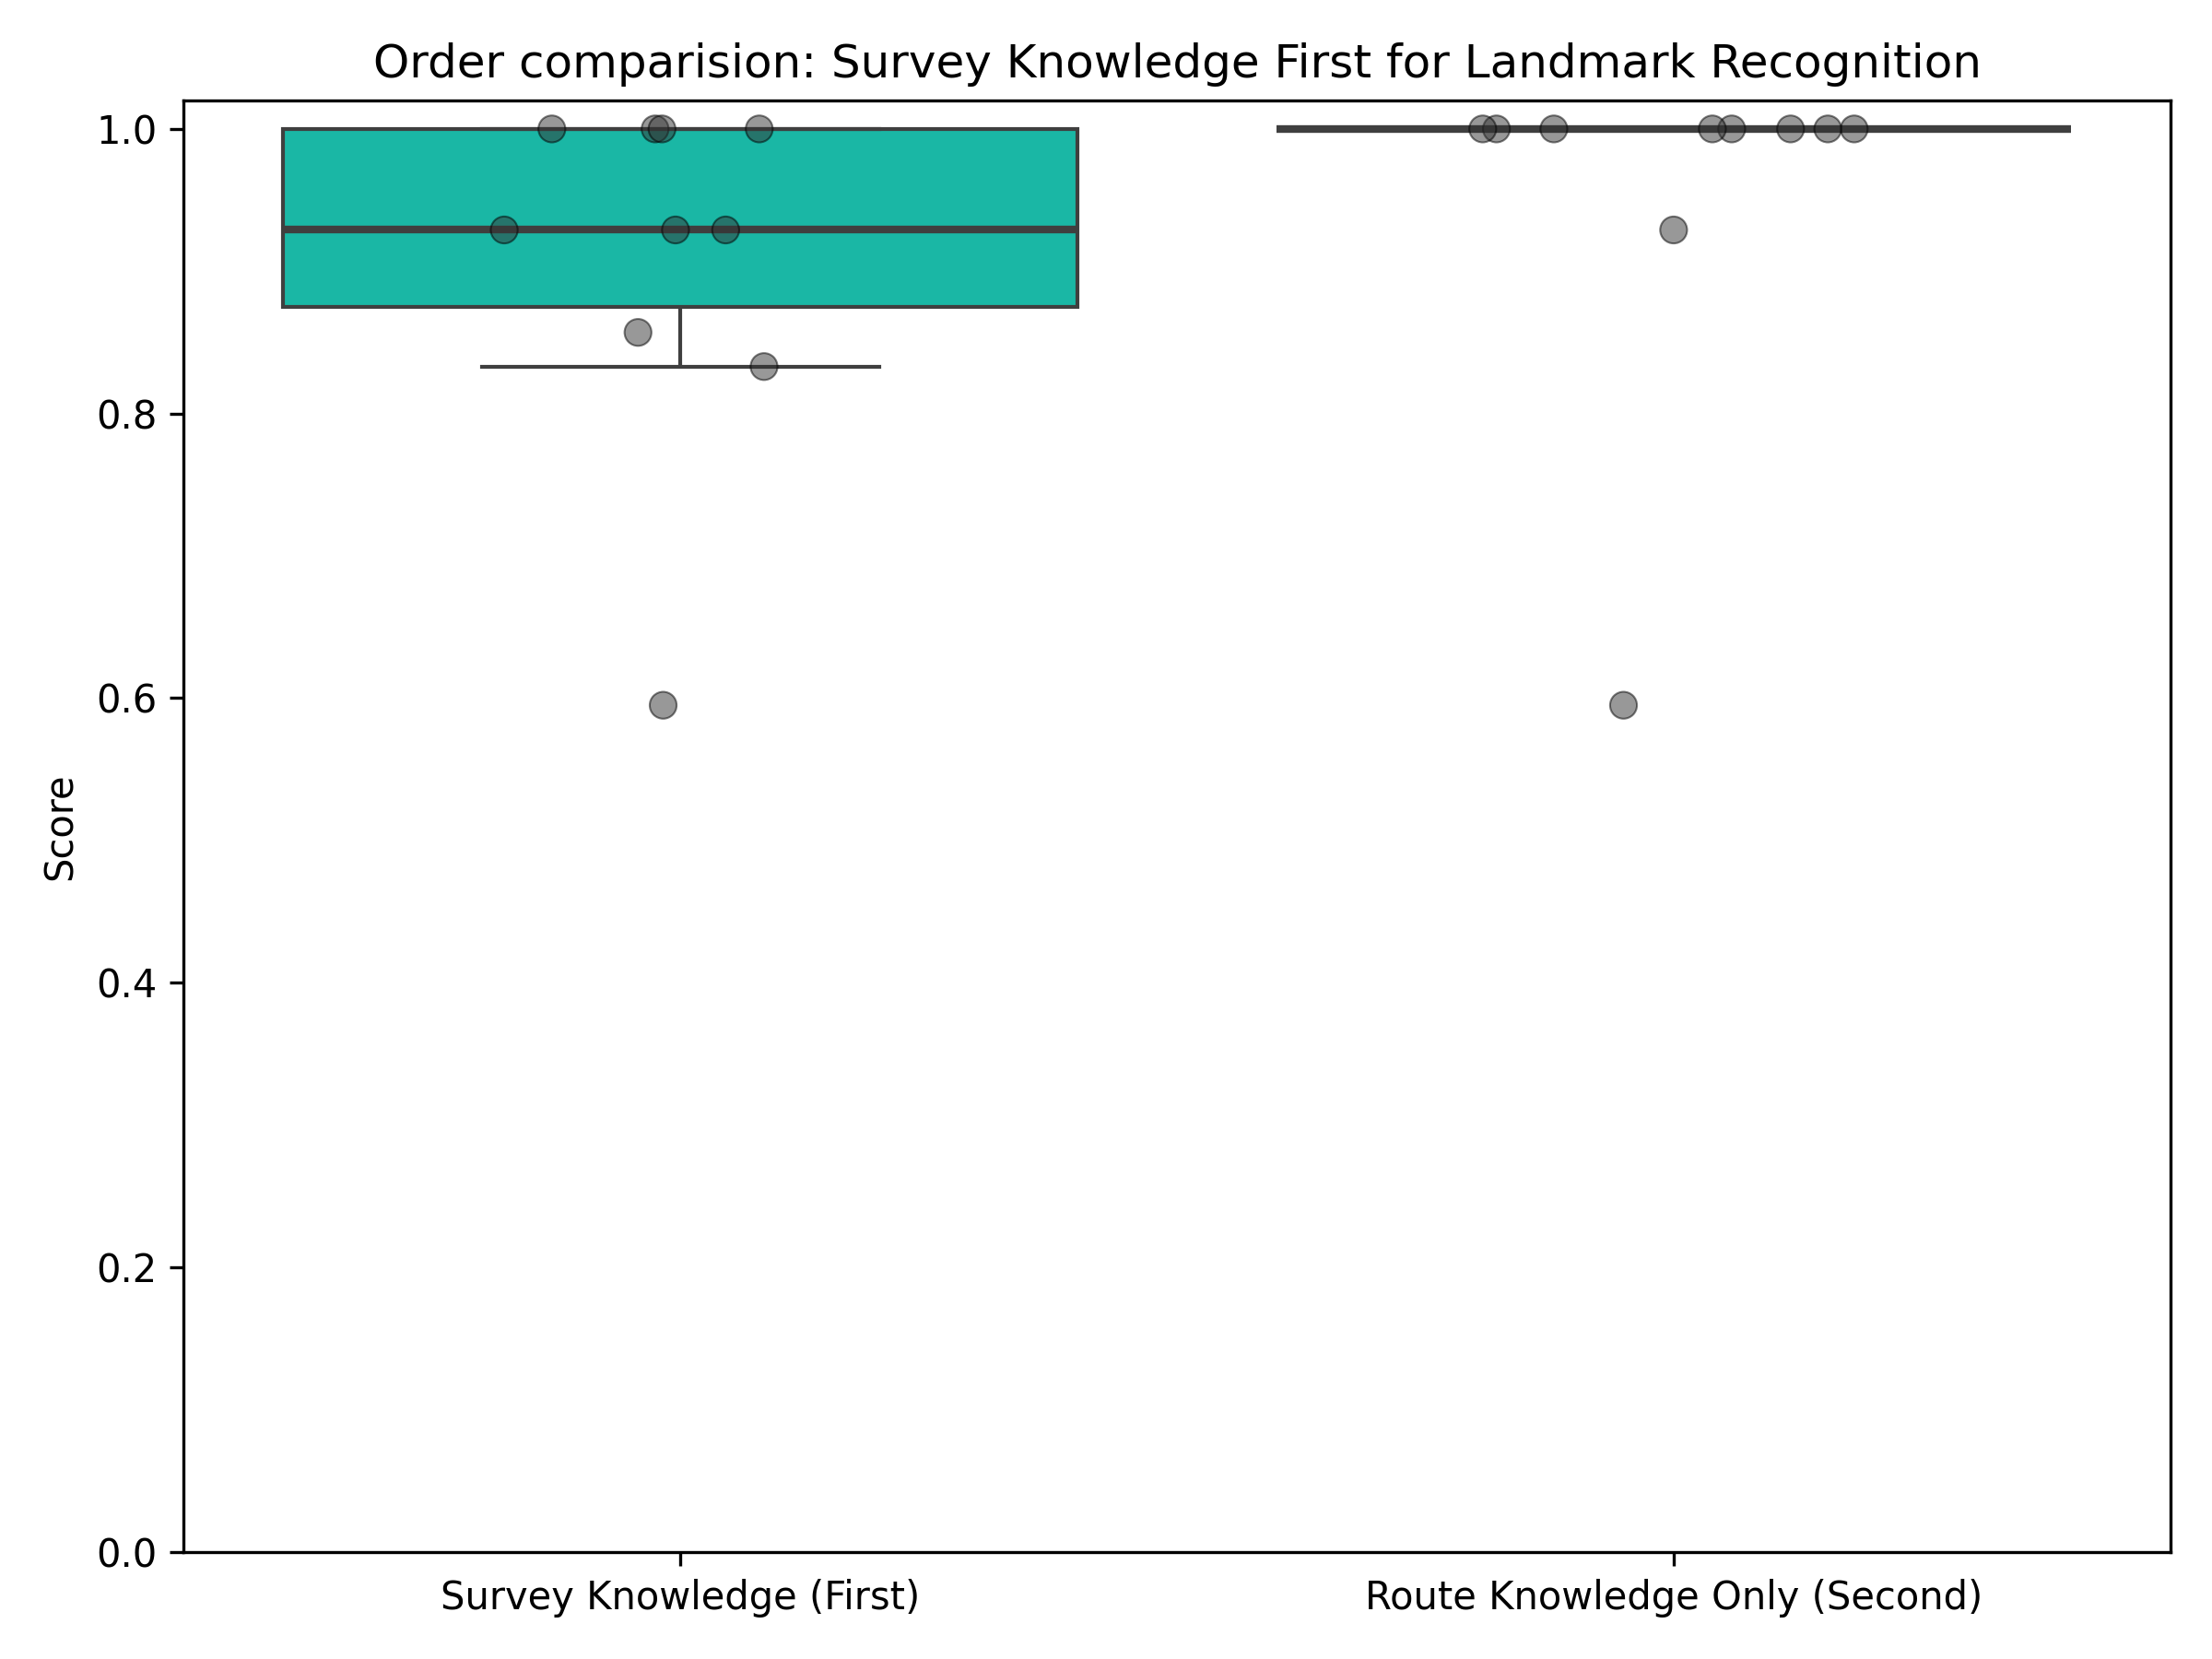 Order comparision: Survey Knowledge First for Landmark Recognition
1.0
0.8
0.6
0.4
0.2
0.0
Score
Survey Knowledge (First)
Route Knowledge Only (Second)